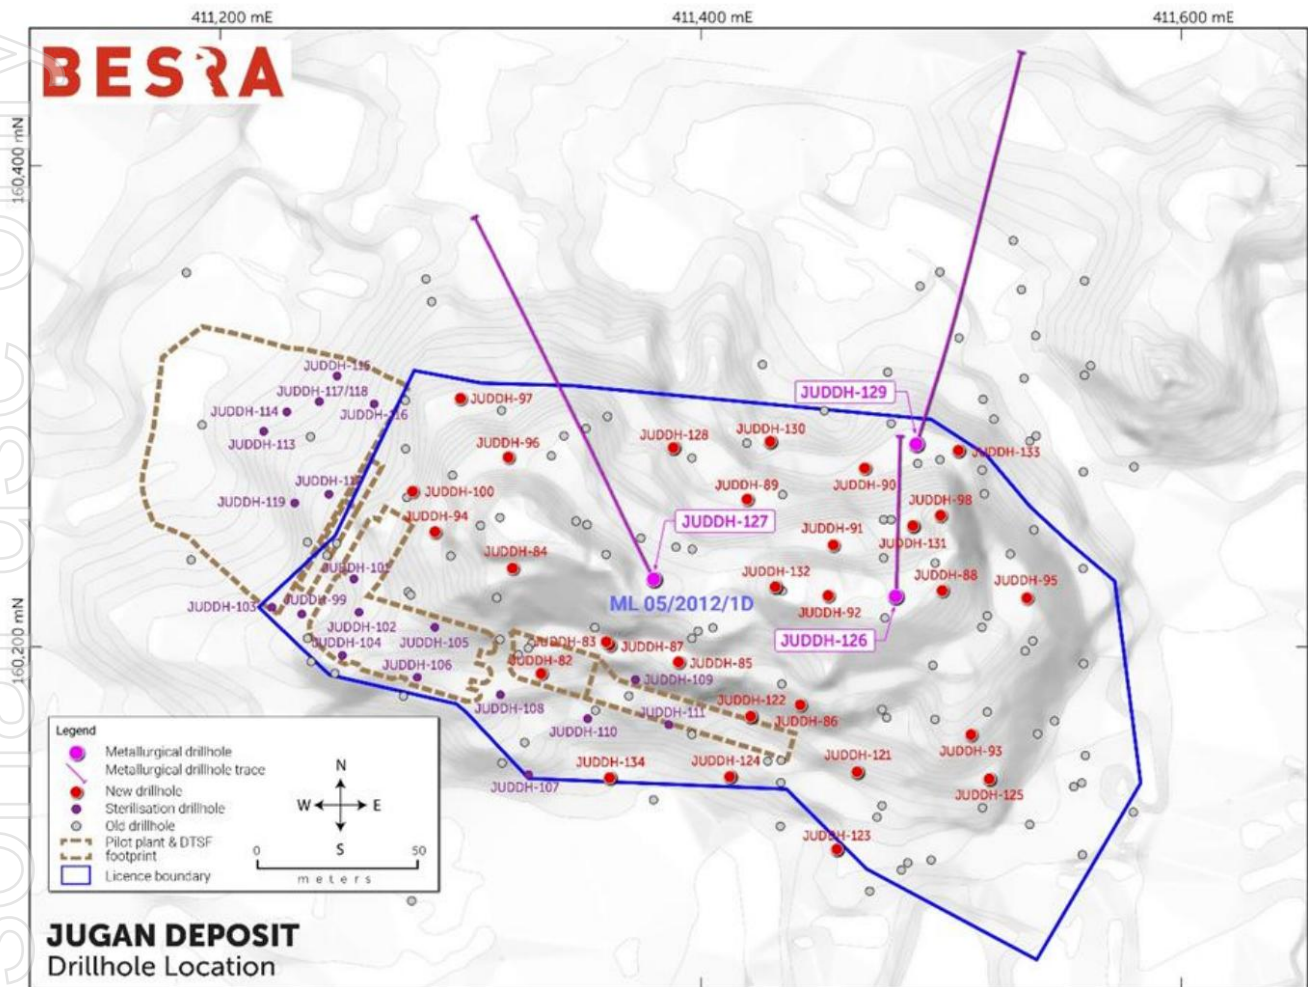 411,200 mE
411,400 mE
411,600 mE
BESRA
160,400 mN
160,200 mN
JUDDH-129
JUDDH-115
JUDDH-117/118
JUDDH-114
JUDDH-116
JUDDH-113
JUDDH-97
JUDDH-96
JUDDH-128
JUDDH-130
JUDDH-133
JUDDH-90
JUDDH-119
JUDDH-100
JUDDH-89
JUDDH-98
JUDDH-94
JUDDH-127
JUDDH-91
JUDDH-131
JUDDH-84
JUDDH-101
JUDDH-132
JUDDH-88
JUDDH-95
JUDDH-103
JUDDH-99
ML 05/2012/1D
JUDDH-92
JUDDH-102
JUDDH-104
JUDDH-105
JUDDH-83
JUDDH-87
JUDDH-126
JUDDH-106
JUDDH-82
JUDDH-85
JUDDH-109
JUDDH-108
JUDDH-111
JUDDH-122
JUDDH-86
JUDDH-110
JUDDH-93
JUDDH-107
JUDDH-134
JUDDH-124
JUDDH-121
JUDDH-125
JUDDH-123
Legend
Metallurgical drillhole
Metallurgical drillhole trace
New drillhole
Sterilisation drillhole
Old drillhole
Pilot plant & DTSF
footprint
Licence boundary
N
W
E
S
0
50
meters
JUGAN DEPOSIT
Drillhole Location